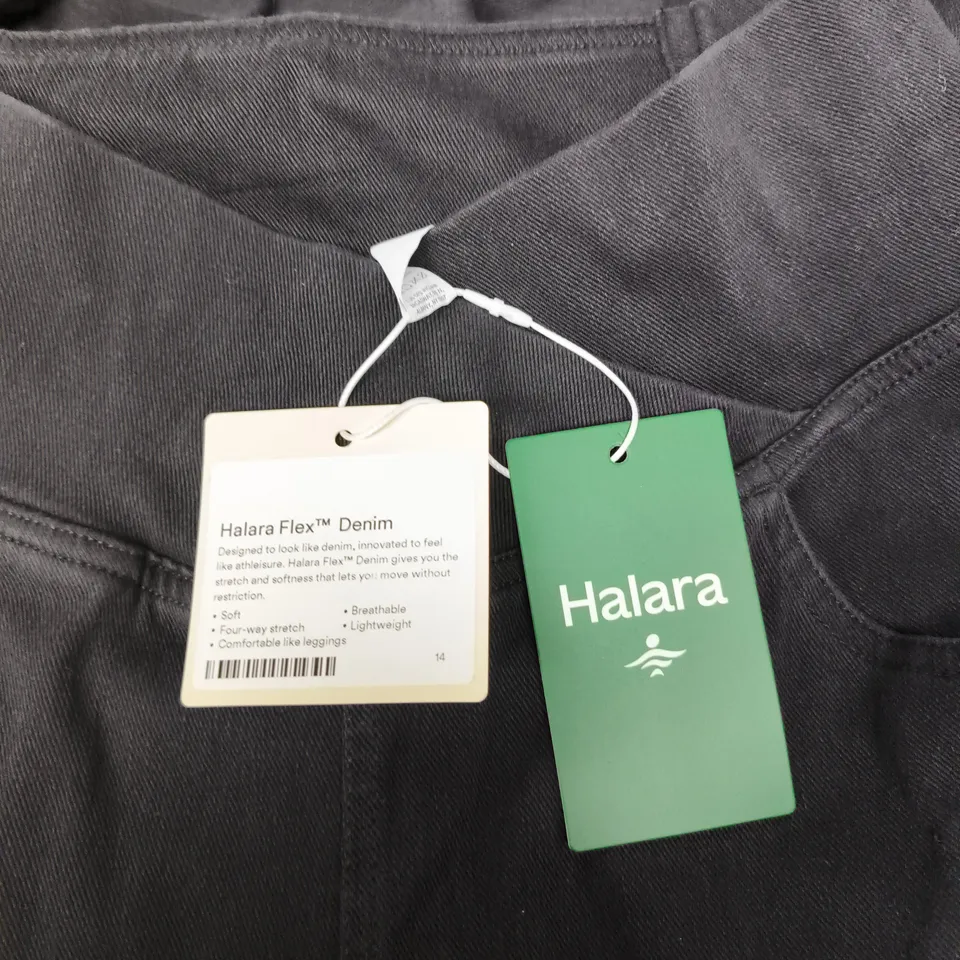 Halara Flex™ Denim
Designed to look like denim, innovated to feel
like athleisure. Halara Flex™ Denim gives you the
stretch and softness that lets you move without
restriction.
• Soft
• Breathable
• Four-way stretch
• Lightweight
• Comfortable like leggings
14
Halara